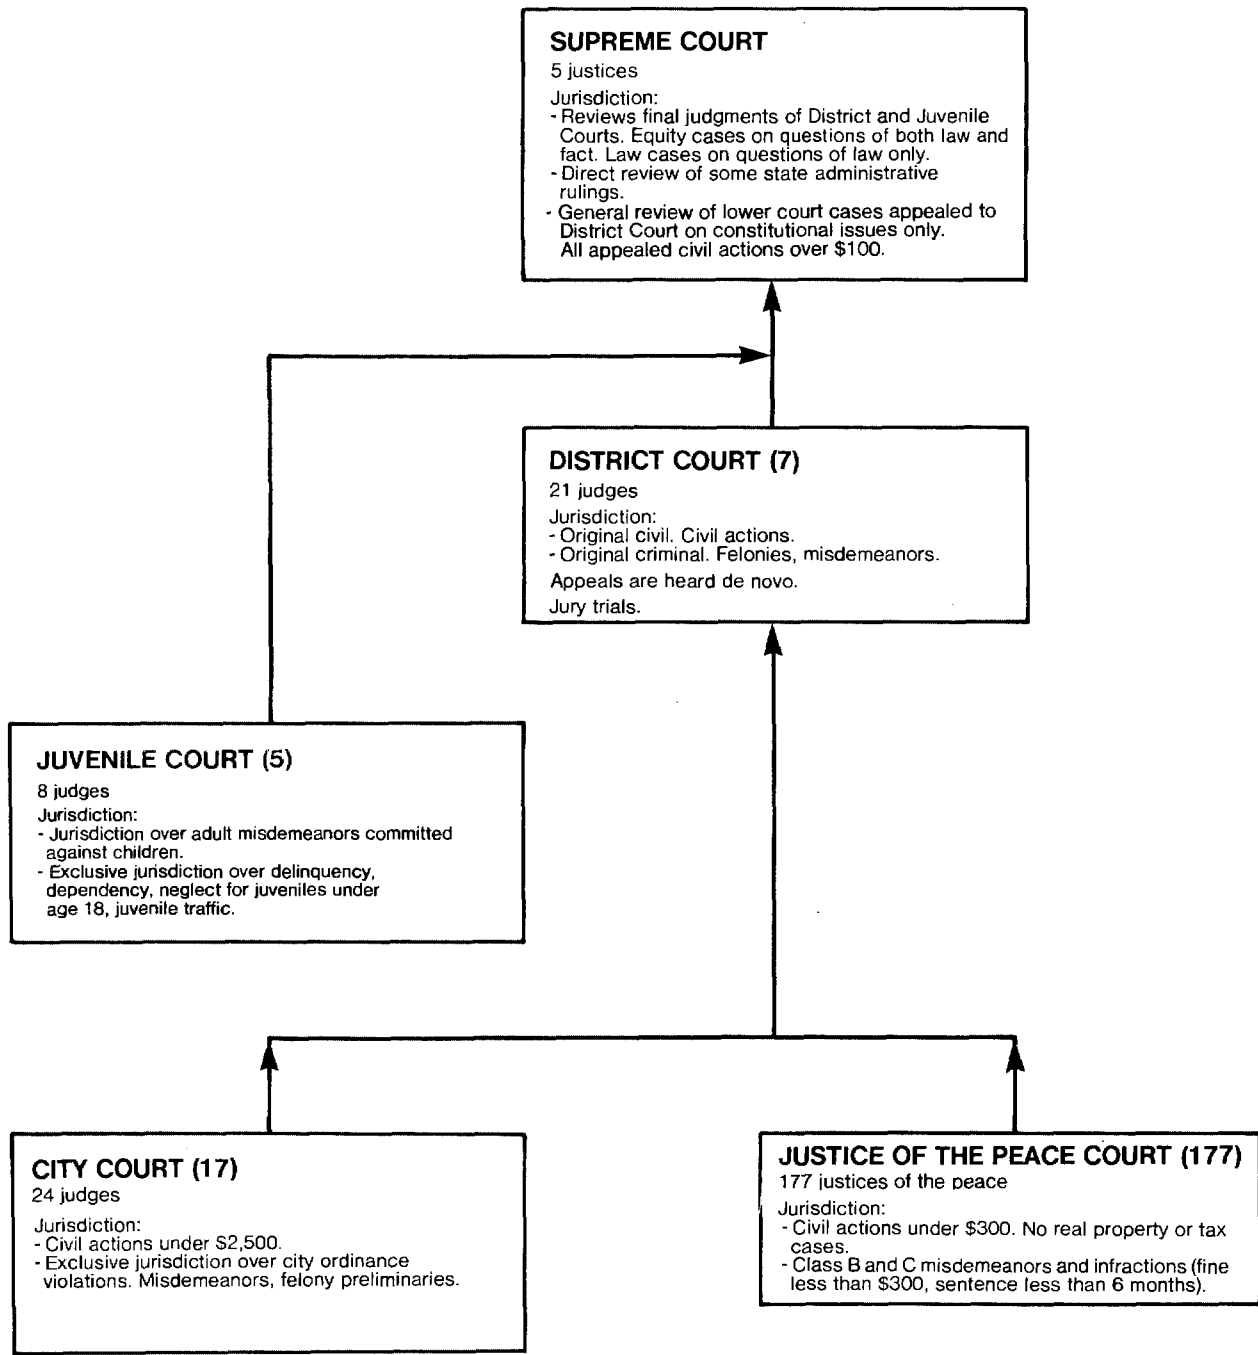 SUPREME COURT
5 justices
Jurisdiction:
- Reviews final judgments of District and Juvenile
Courts. Equity cases on questions of both law and
fact. Law cases on questions of law only.
- Direct review of some state administrative
rulings.
- General review of lower court cases appealed to
District Court on constitutional issues only.
All appealed civil actions over $100.
DISTRICT COURT (7)
21 judges
Jurisdiction:
- Original civil. Civil actions.
- Original criminal. Felonies, misdemeanors.
Appeals are heard de novo.
Jury trials.
JUVENILE COURT (5)
8 judges
Jurisdiction:
- Jurisdiction over adult misdemeanors committed
against children.
- Exclusive jurisdiction over delinquency,
dependency, neglect for juveniles under
age 18, juvenile traffic.
CITY COURT (17)
24 judges
Jurisdiction:
- Civil actions under $2,500.
- Exclusive jurisdiction over city ordinance
violations. Misdemeanors, felony preliminaries.
JUSTICE OF THE PEACE COURT (177)
177 justices of the peace
Jurisdiction:
- Civil actions under $300. No real property or tax
cases.
- Class B and C misdemeanors and infractions (fine
less than $300, sentence less than 6 months).